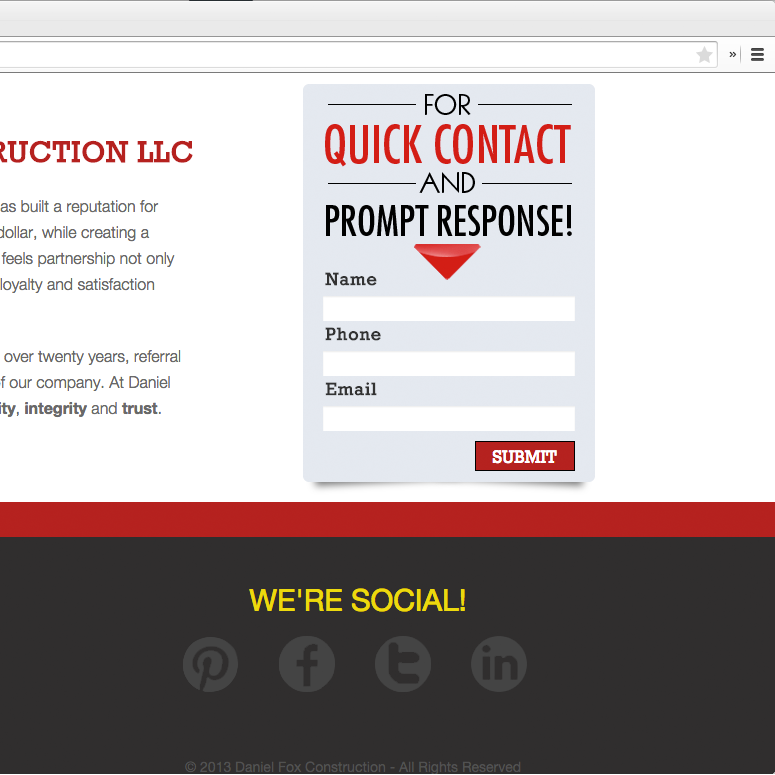 RUCTION LLC
as built a reputation for
dollar, while creating a
feels partnership not only
loyalty and satisfaction
over twenty years, referral
of our company. At Daniel
ity, integrity and trust.
FOR
QUICK CONTACT
AND
PROMPT RESPONSE!
Name
Phone
Email
SUBMIT
WE'RE SOCIAL!
© 2013 Daniel Fox Construction - All Rights Reserved